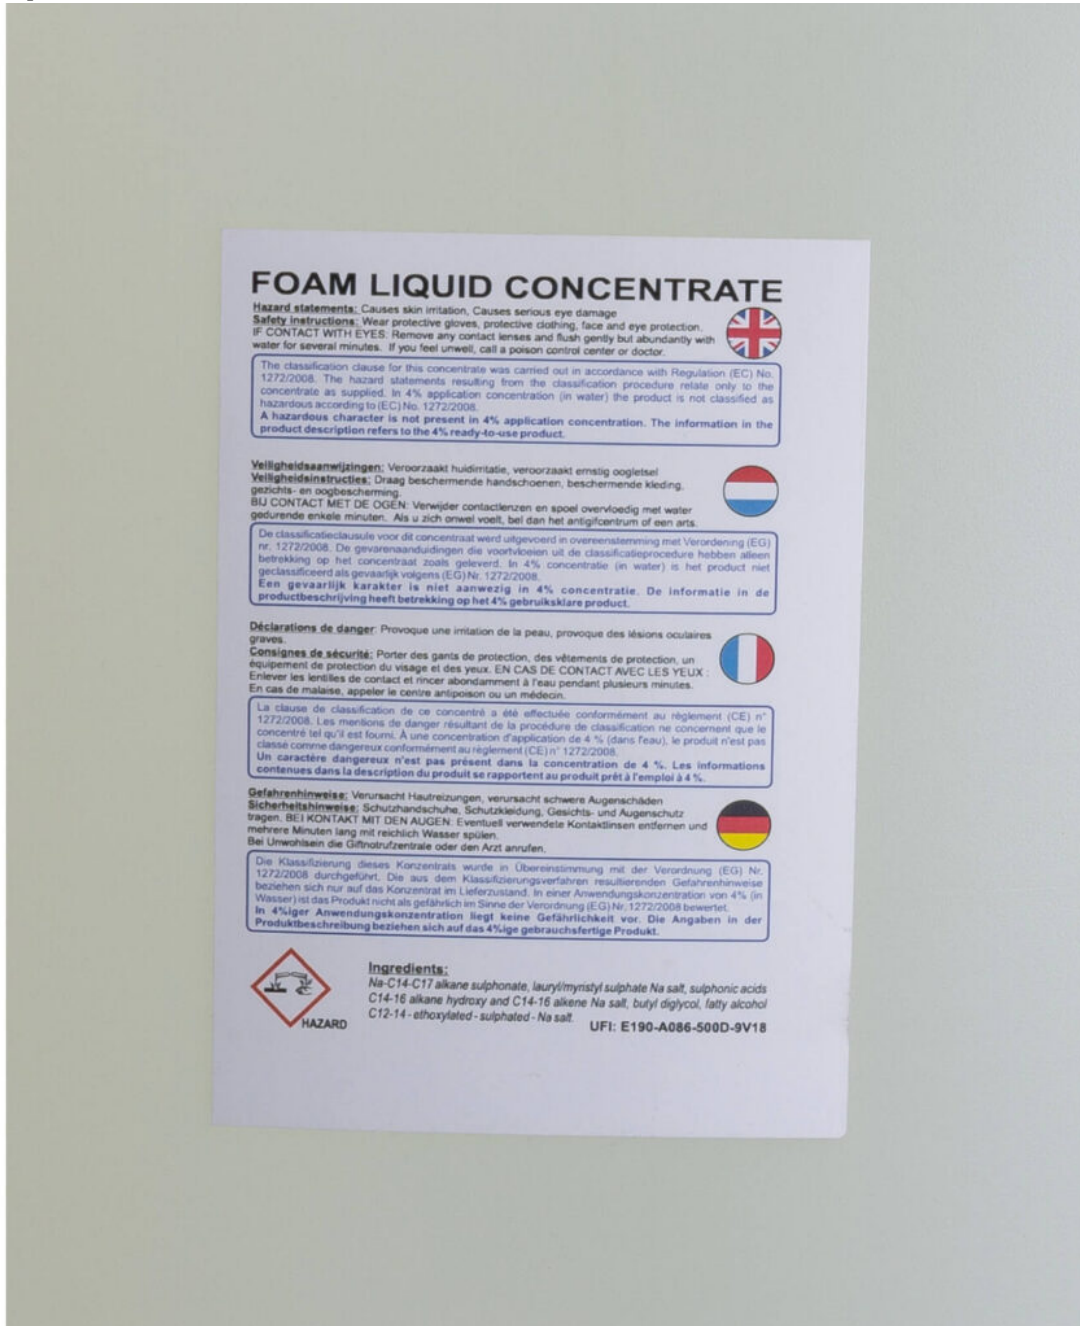 FOAM LIQUID CONCENTRATE
Hazard statements: Causes skin irritation, Causes serious eye damage
Safety instructions: Wear protective gloves, protective clothing, face and eye protection.
IF CONTACT WITH EYES: Remove any contact lenses and flush gently but abundantly with
water for several minutes. If you feel unwell, call a poison control center or doctor.
The classification clause for this concentrate was carried out in accordance with Regulation (EC) No.
1272/2008. The hazard statements resulting from the classification procedure relate only to the
concentrate as supplied. In 4% application concentration (in water) the product is not classified as
hazardous according to (EC) No. 1272/2008.
A hazardous character is not present in 4% application concentration. The information in the
product description refers to the 4% ready-to-use product.
Veiligheidsaanwijzingen: Veroorzaakt huidirritatie, veroorzaakt ernstig oogletsel
Veiligheidsinstructies: Draag beschermende handschoenen, beschermende kleding,
gezichts- en oogbescherming.
BIJ CONTACT MET DE OGEN: Verwijder contactlenzen en spoel overvloedig met water
gedurende enkele minuten. Als u zich onwel voelt, bel dan het antigifcentrum of een arts.
De classificatieclausule voor dit concentraat werd uitgevoerd in overeenstemming met Verordening (EG)
nr. 1272/2008. De gevarenaanduidingen die voortvloeien uit de classificatieprocedure hebben alleen
betrekking op het concentraat zoals geleverd. In 4% concentratie (in water) is het product niet
geclassificeerd als gevaarlijk volgens (EG) Nr. 1272/2008.
Een gevaarlijk karakter is niet aanwezig in 4% concentratie. De informatie in de
productbeschrijving heeft betrekking op het 4% gebruiksklare product.
Déclarations de danger: Provoque une irritation de la peau, provoque des lésions oculaires
graves.
Consignes de sécurité: Porter des gants de protection, des vêtements de protection, un
équipement de protection du visage et des yeux. EN CAS DE CONTACT AVEC LES YEUX :
Enlever les lentilles de contact et rincer abondamment à l'eau pendant plusieurs minutes.
En cas de malaise, appeler le centre antipoison ou un médecin.
La clause de classification de ce concentré a été effectuée conformément au règlement (CE) n°
1272/2008. Les mentions de danger résultant de la procédure de classification ne concernent que le
concentré tel qu'il est fourni. À une concentration d'application de 4 % (dans l'eau), le produit n'est pas
classé comme dangereux conformément au règlement (CE) n° 1272/2008.
Un caractère dangereux n'est pas présent dans la concentration de 4 %. Les informations
contenues dans la description du produit se rapportent au produit prêt à l'emploi à 4 %.
Gefahrenhinweise: Verursacht Hautreizungen, verursacht schwere Augenschäden
Sicherheitshinweise: Schutzhandschuhe, Schutzkleidung, Gesichts- und Augenschutz
tragen. BEI KONTAKT MIT DEN AUGEN: Eventuell verwendete Kontaktlinsen entfernen und
mehrere Minuten lang mit reichlich Wasser spülen.
Bei Unwohlsein die Giftnotrufzentrale oder den Arzt anrufen.
Die Klassifizierung dieses Konzentrats wurde in Übereinstimmung mit der Verordnung (EG) Nr.
1272/2008 durchgeführt. Die aus dem Klassifizierungsverfahren resultierenden Gefahrenhinweise
beziehen sich nur auf das Konzentrat im Lieferzustand. In einer Anwendungskonzentration von 4% (in
Wasser) ist das Produkt nicht als gefährlich im Sinne der Verordnung (EG) Nr. 1272/2008 bewertet.
In 4%iger Anwendungskonzentration liegt keine Gefährlichkeit vor. Die Angaben in der
Produktbeschreibung beziehen sich auf das 4%ige gebrauchsfertige Produkt.
HAZARD
Ingredients:
Na-C14-C17 alkane sulphonate, lauryl/myristyl sulphate Na salt, sulphonic acids
C14-16 alkane hydroxy and C14-16 alkene Na salt, butyl diglycol, fatty alcohol
C12-14 - ethoxylated - sulphated - Na salt.
UFI: E190-A086-500D-9V18